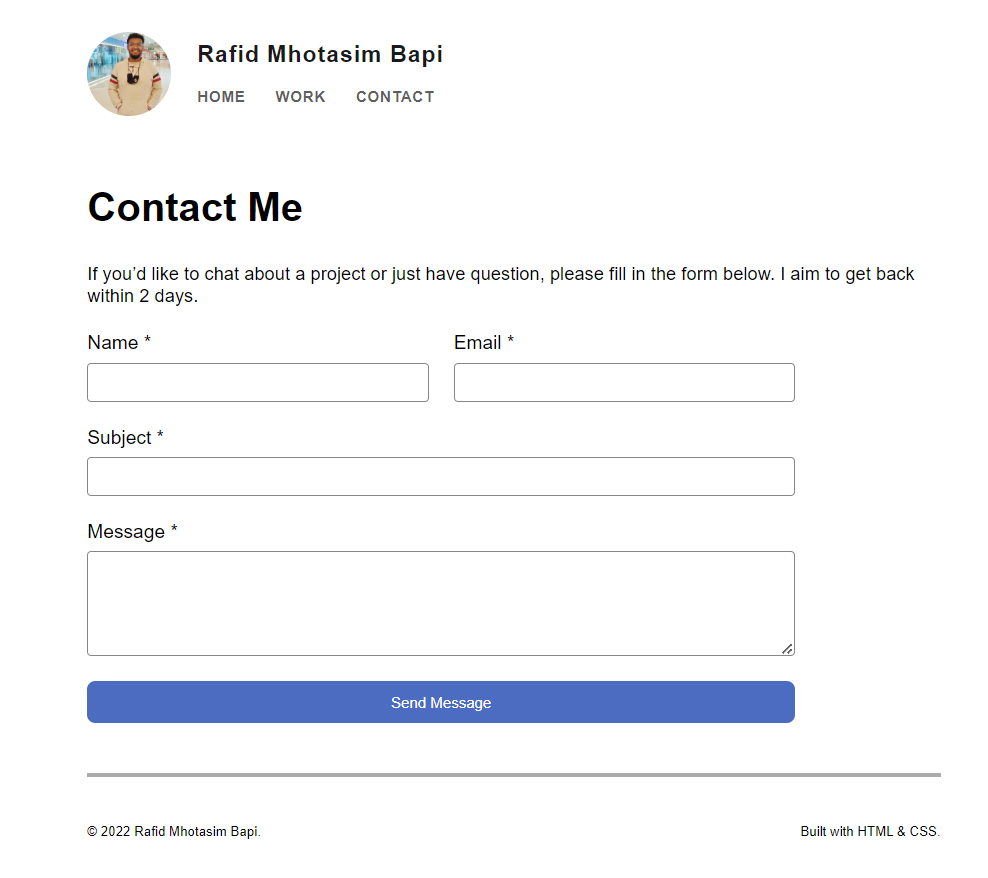 Rafid Mhotasim Bapi
HOME WORK CONTACT
Contact Me
If you’d like to chat about a project or just have question, please fill in the form below. I aim to get back
within 2 days.
Name * Email *
Subject *
Message *
Send Message
© 2022 Rafid Mhotasim Bapi. Built with HTML & CSS.